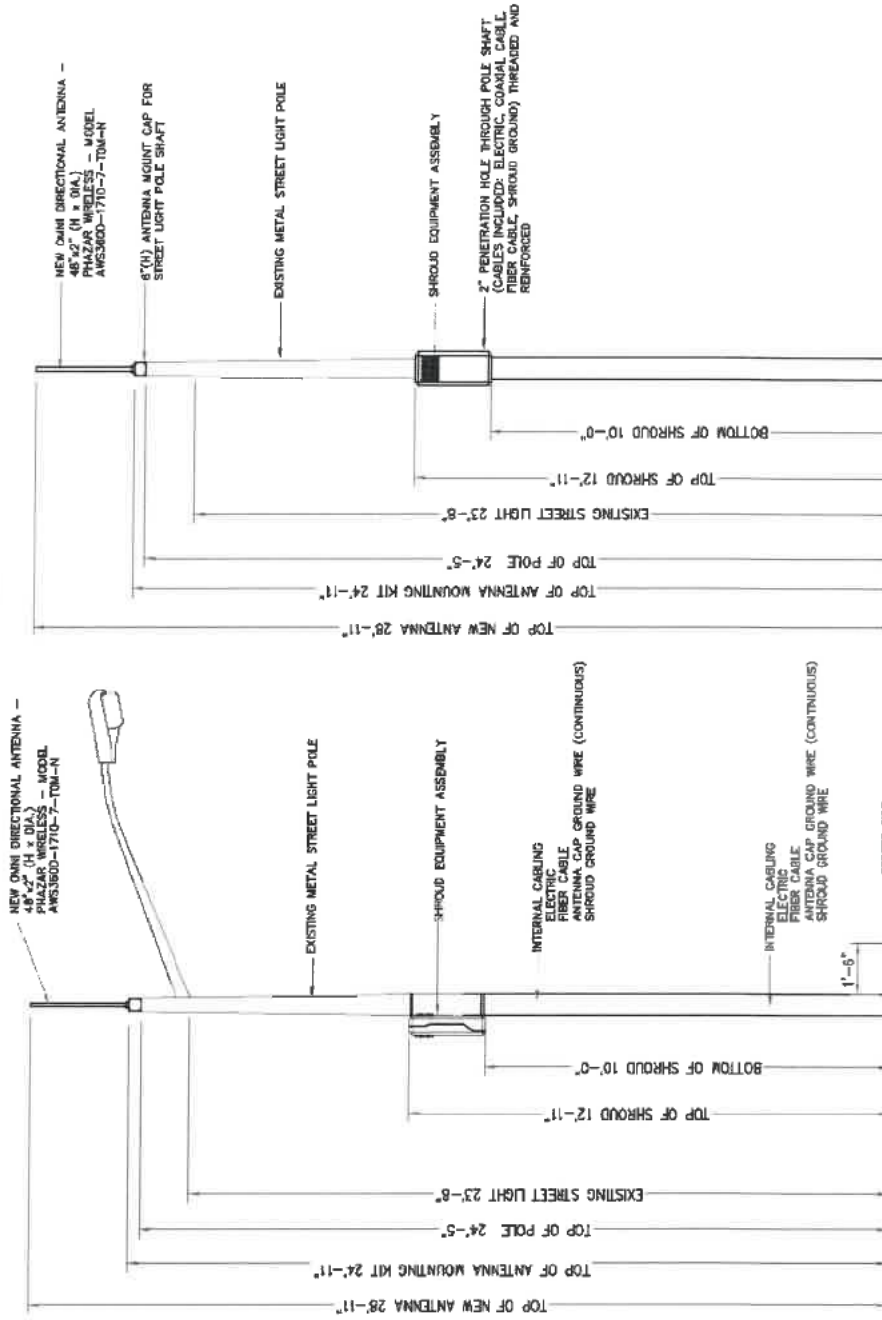 NEW OMNI DIRECTIONAL ANTENNA –
48"x2" (H x DIA.)
PHAZAR WIRELESS – MODEL
AWS360D–1710–7–T0M–N
EXISTING METAL STREET LIGHT POLE
SHROUD EQUIPMENT ASSEMBLY
INTERNAL CABLING
ELECTRIC
FIBER CABLE
ANTENNA CAP GROUND WIRE (CONTINUOUS)
SHROUD GROUND WIRE
INTERNAL CABLING
ELECTRIC
FIBER CABLE
ANTENNA CAP GROUND WIRE (CONTINUOUS)
SHROUD GROUND WIRE
1'–6"
BOTTOM OF SHROUD 10'–0"
TOP OF SHROUD 12'–11"
EXISTING STREET LIGHT 23'–8"
TOP OF POLE 24'–5"
TOP OF ANTENNA MOUNTING KIT 24'–11"
TOP OF NEW ANTENNA 28'–11"
NEW OMNI DIRECTIONAL ANTENNA –
48"x2" (H x DIA.)
PHAZAR WIRELESS – MODEL
AWS360D–1710–7–T0M–N
6"(H) ANTENNA MOUNT CAP FOR
STREET LIGHT POLE SHAFT
EXISTING METAL STREET LIGHT POLE
SHROUD EQUIPMENT ASSEMBLY
2" PENETRATION HOLE THROUGH POLE SHAFT
(CABLES INCLUDED: ELECTRIC, COAXIAL CABLE,
FIBER CABLE, SHROUD GROUND) THREADED AND
REINFORCED
BOTTOM OF SHROUD 10'–0"
TOP OF SHROUD 12'–11"
EXISTING STREET LIGHT 23'–8"
TOP OF POLE 24'–5"
TOP OF ANTENNA MOUNTING KIT 24'–11"
TOP OF NEW ANTENNA 28'–11"